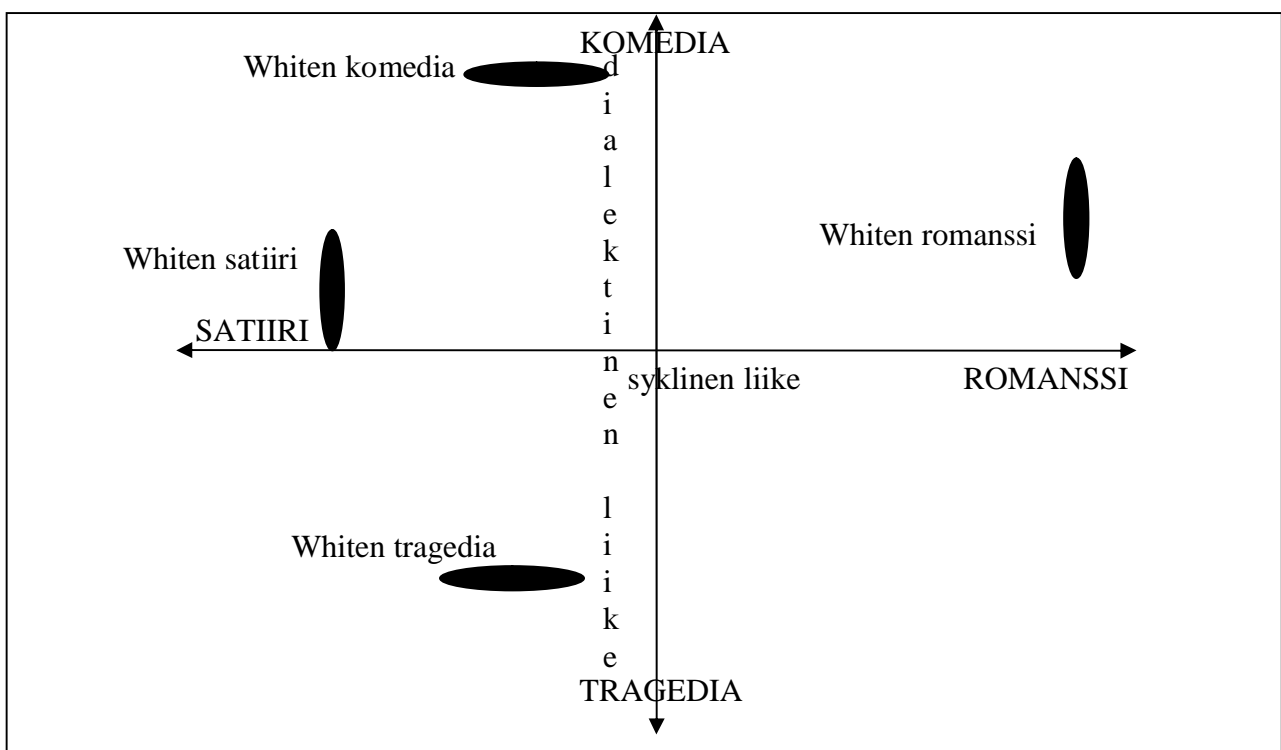 KOMEDIA
Whiten komedia
dialektinen liike
Whiten romanssi
Whiten satiiri
SATIIRI
syklinen liike
ROMANSSI
Whiten tragedia
TRAGEDIA